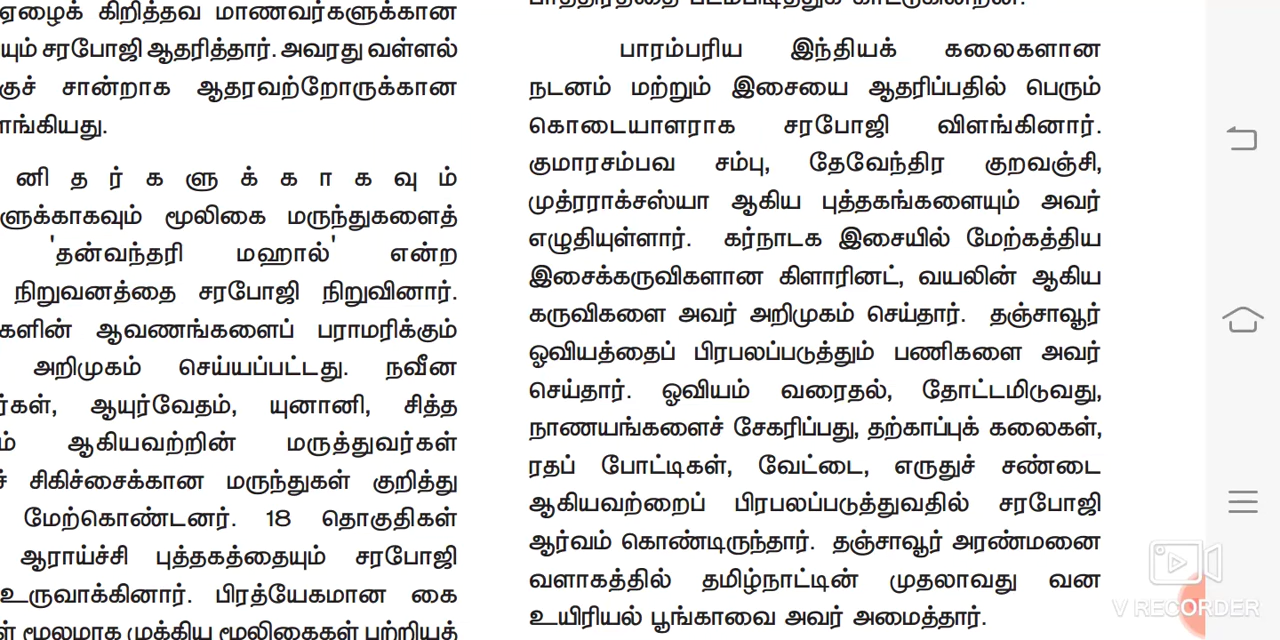 ஏழைக் கிறித்தவ மாணவர்களுக்கான
யும் சரபோஜி ஆதரித்தார். அவரது வள்ளல்
குச் சான்றாக ஆதரவற்றோருக்கான
ளங்கியது.
னிதர்களுக்காகவும்
ளுக்காகவும் மூலிகை மருந்துகளைத்
'தன்வந்தரி மஹால்' என்ற
நிறுவனத்தை சரபோஜி நிறுவினார்.
களின் ஆவணங்களைப் பராமரிக்கும்
அறிமுகம் செய்யப்பட்டது. நவீன
ர்கள், ஆயுர்வேதம், யுனானி, சித்த
ம் ஆகியவற்றின் மருத்துவர்கள்
சிகிச்சைக்கான மருந்துகள் குறித்து
மேற்கொண்டனர். 18 தொகுதிகள்
ஆராய்ச்சி புத்தகத்தையும் சரபோஜி
உருவாக்கினார். பிரத்யேகமான கை
மூலமாக முக்கிய மூலிகைகள் பற்றியத்
பாரம்பரிய இந்தியக் கலைகளான
நடனம் மற்றும் இசையை ஆதரிப்பதில் பெரும்
கொடையாளராக சரபோஜி விளங்கினார்.
குமாரசம்பவ சம்பு, தேவேந்திர குறவஞ்சி,
முத்ரராக்சஸ்யா ஆகிய புத்தகங்களையும் அவர்
எழுதியுள்ளார். கர்நாடக இசையில் மேற்கத்திய
இசைக்கருவிகளான கிளாரினட், வயலின் ஆகிய
கருவிகளை அவர் அறிமுகம் செய்தார். தஞ்சாவூர்
ஓவியத்தைப் பிரபலப்படுத்தும் பணிகளை அவர்
செய்தார். ஓவியம் வரைதல், தோட்டமிடுவது,
நாணயங்களைச் சேகரிப்பது, தற்காப்புக் கலைகள்,
ரதப் போட்டிகள், வேட்டை, எருதுச் சண்டை
ஆகியவற்றைப் பிரபலப்படுத்துவதில் சரபோஜி
ஆர்வம் கொண்டிருந்தார். தஞ்சாவூர் அரண்மனை
வளாகத்தில் தமிழ்நாட்டின் முதலாவது வன
உயிரியல் பூங்காவை அவர் அமைத்தார்.
V RECORDER